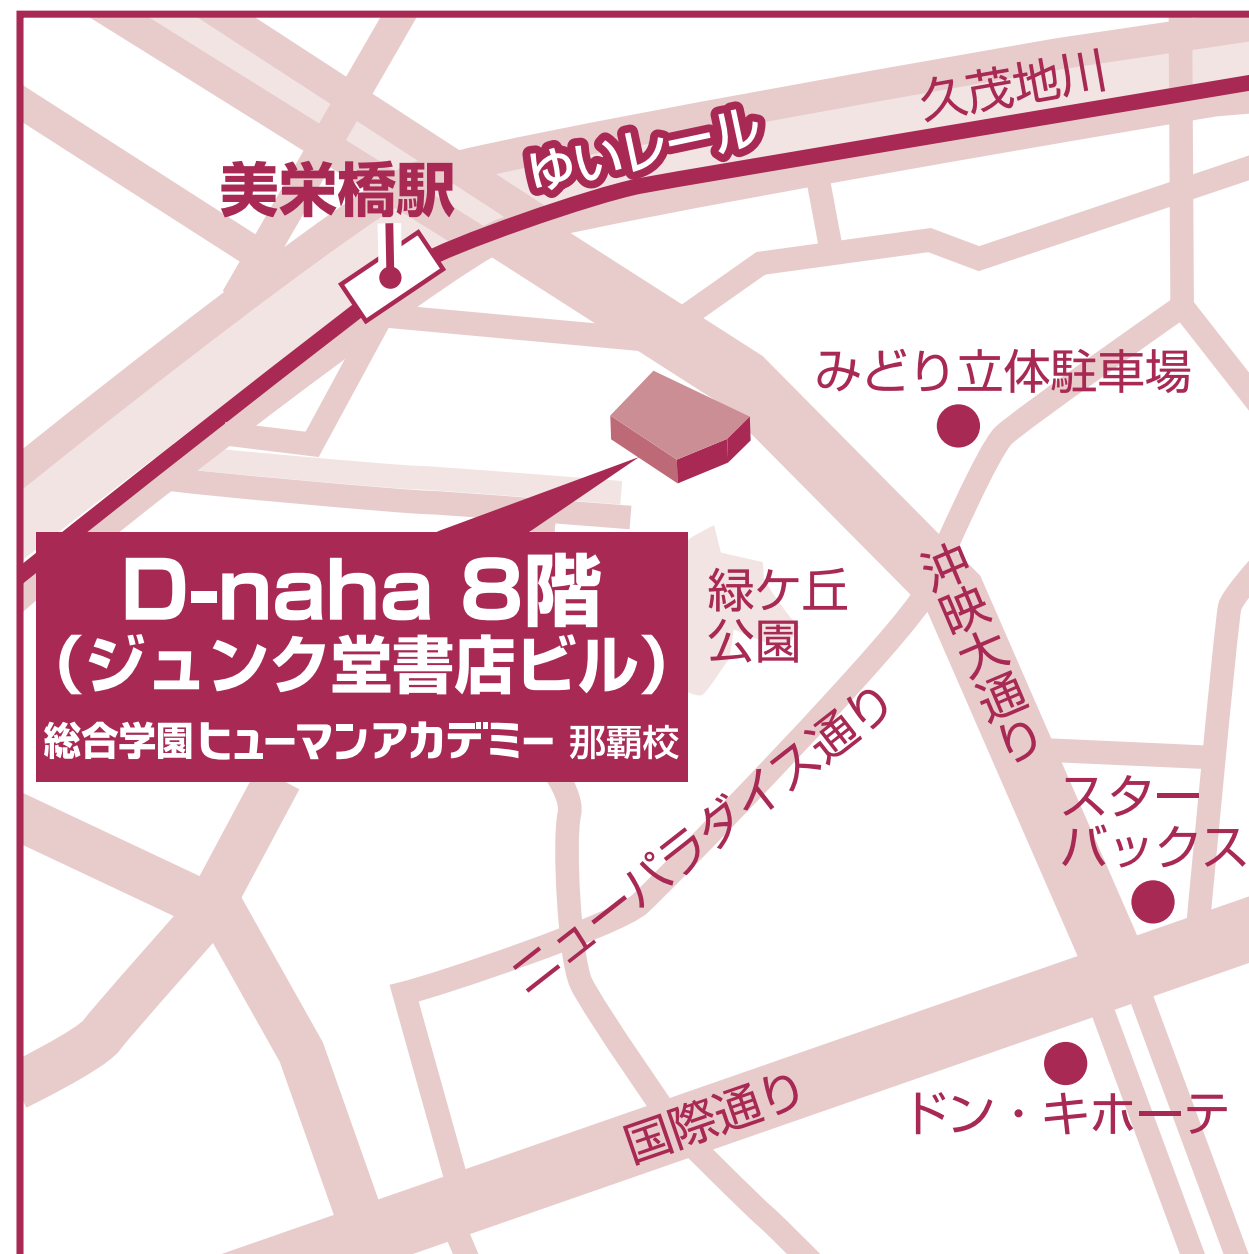 久茂地川
ゆいレール
美栄橋駅
みどり立体駐車場
D-naha 8階
（ジュンク堂書店ビル）
総合学園ヒューマンアカデミー 那覇校
緑ケ丘
公園
沖映大通り
ニューパラダイス通り
スター
バックス
国際通り
ドン・キホーテ